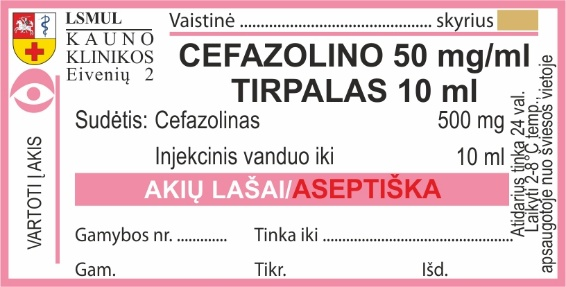 LSMUL
KAUNO
KLINIKOS
Eivenių 2
Vaistinė ................................................ skyrius
CEFAZOLINO 50 mg/ml
TIRPALAS 10 ml
Sudėtis: Cefazolinas 500 mg
Injekcinis vanduo iki 10 ml
AKIŲ LAŠAI/ASEPTIŠKA
Gamybos nr. ............. Tinka iki ..........................
Gam. Tikr. Išd.
VARTOTI Į AKIS
Atidarius tinka 24 val.
Laikyti 2-8°C temp.,
apsaugotoje nuo šviesos vietoje